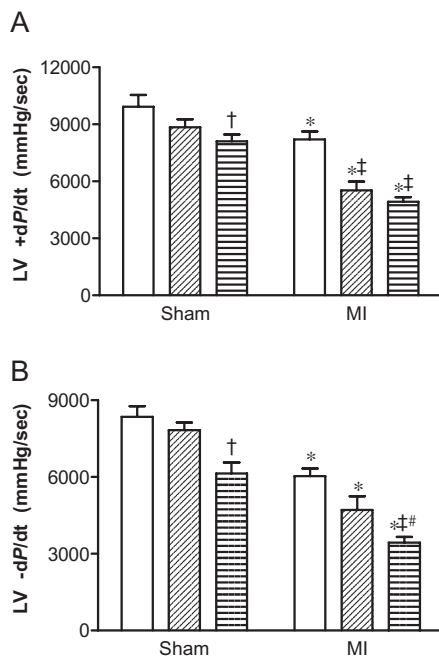 A
LV +dP/dt (mmHg/sec)
12000
9000
6000
3000
0
†
*
*‡
*‡
Sham
MI
B
LV -dP/dt (mmHg/sec)
9000
6000
3000
0
†
*
*
*‡#
Sham
MI